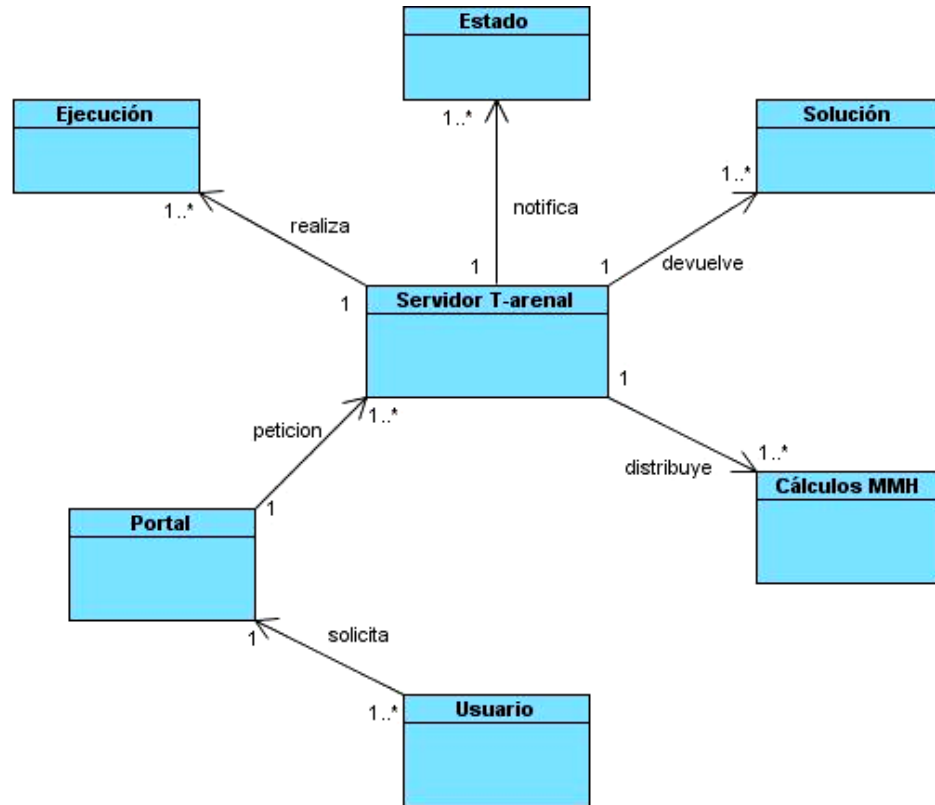 Estado
1..*
Ejecución
1..*
Solución
1..*
realiza
notifica
devuelve
1
1
1
Servidor T-arenal
1
1..*
peticion
1..*
distribuye
1
Portal
Cálculos MMH
1
solicita
1..*
Usuario